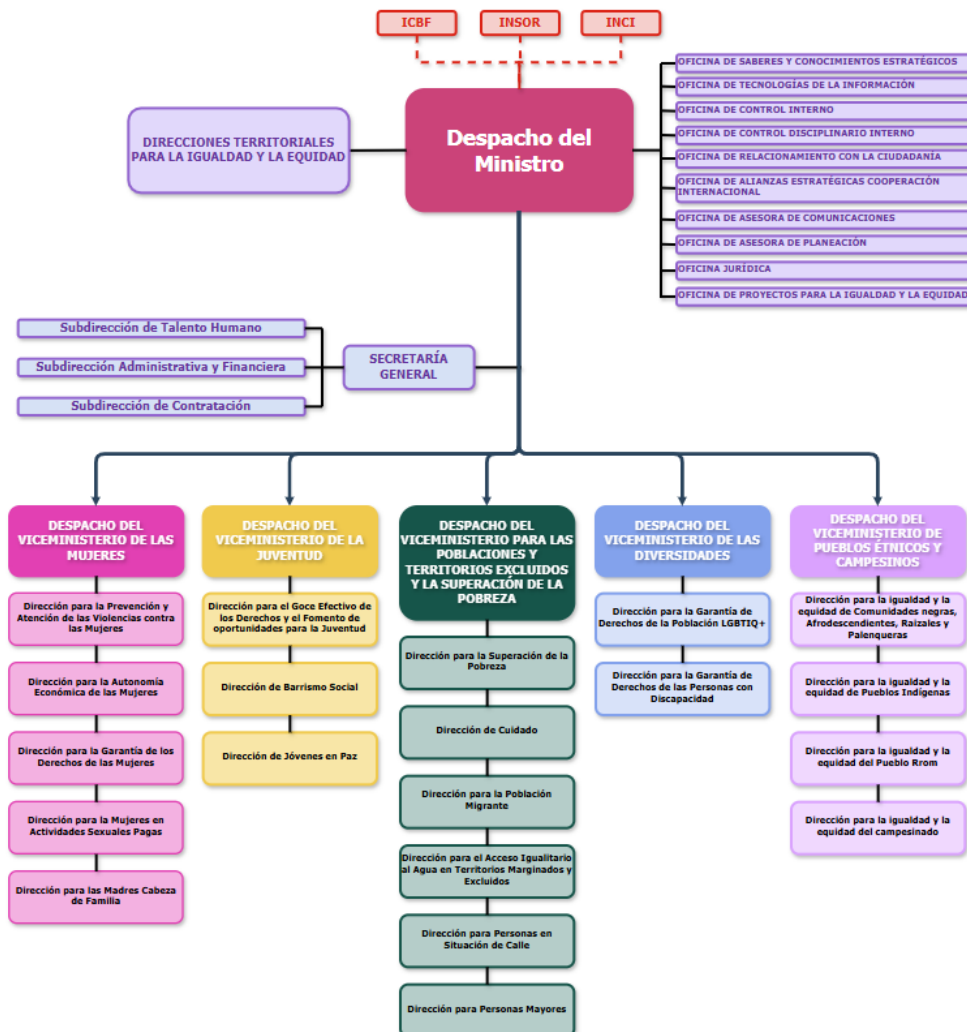 ICBF
INSOR
INCI
OFICINA DE SABERES Y CONOCIMIENTOS ESTRATÉGICOS
OFICINA DE TECNOLOGÍAS DE LA INFORMACIÓN
OFICINA DE CONTROL INTERNO
OFICINA DE CONTROL DISCIPLINARIO INTERNO
OFICINA DE RELACIONAMIENTO CON LA CIUDADANÍA
OFICINA DE ALIANZAS ESTRATÉGICAS COOPERACIÓN
INTERNACIONAL
OFICINA DE ASESORA DE COMUNICACIONES
OFICINA DE ASESORA DE PLANEACIÓN
OFICINA JURÍDICA
OFICINA DE PROYECTOS PARA LA IGUALDAD Y LA EQUIDAD
Despacho del
Ministro
DIRECCIONES TERRITORIALES
PARA LA IGUALDAD Y LA EQUIDAD
Subdirección de Talento Humano
Subdirección Administrativa y Financiera
Subdirección de Contratación
SECRETARÍA
GENERAL
DESPACHO DEL
VICEMINISTERIO DE LAS
MUJERES
Dirección para la Prevención y
Atención de las Violencias contra
las Mujeres
Dirección para la Autonomía
Económica de las Mujeres
Dirección para la Garantía de los
Derechos de las Mujeres
Dirección para la Mujeres en
Actividades Sexuales Pagas
Dirección para las Madres Cabeza
de Familia
DESPACHO DEL
VICEMINISTERIO DE LA
JUVENTUD
Dirección para el Goce Efectivo de
los Derechos y el Fomento de
oportunidades para la Juventud
Dirección de Barrismo Social
Dirección de Jóvenes en Paz
DESPACHO DEL
VICEMINISTERIO PARA LAS
POBLACIONES Y
TERRITORIOS EXCLUIDOS
Y LA SUPERACIÓN DE LA
POBREZA
Dirección para la Superación de la
Pobreza
Dirección de Cuidado
Dirección para la Población
Migrante
Dirección para el Acceso Igualitario
al Agua en Territorios Marginados y
Excluidos
Dirección para Personas en
Situación de Calle
Dirección para Personas Mayores
DESPACHO DEL
VICEMINISTERIO DE LAS
DIVERSIDADES
Dirección para la Garantía de
Derechos de la Población LGBTIQ+
Dirección para la Garantía de
Derechos de las Personas con
Discapacidad
DESPACHO DEL
VICEMINISTERIO DE
PUEBLOS ÉTNICOS Y
CAMPESINOS
Dirección para la igualdad y la
equidad de Comunidades negras,
Afrodescendientes, Raizales y
Palenqueras
Dirección para la igualdad y la
equidad de Pueblos Indígenas
Dirección para la igualdad y la
equidad del Pueblo Rrom
Dirección para la igualdad y la
equidad del campesinado